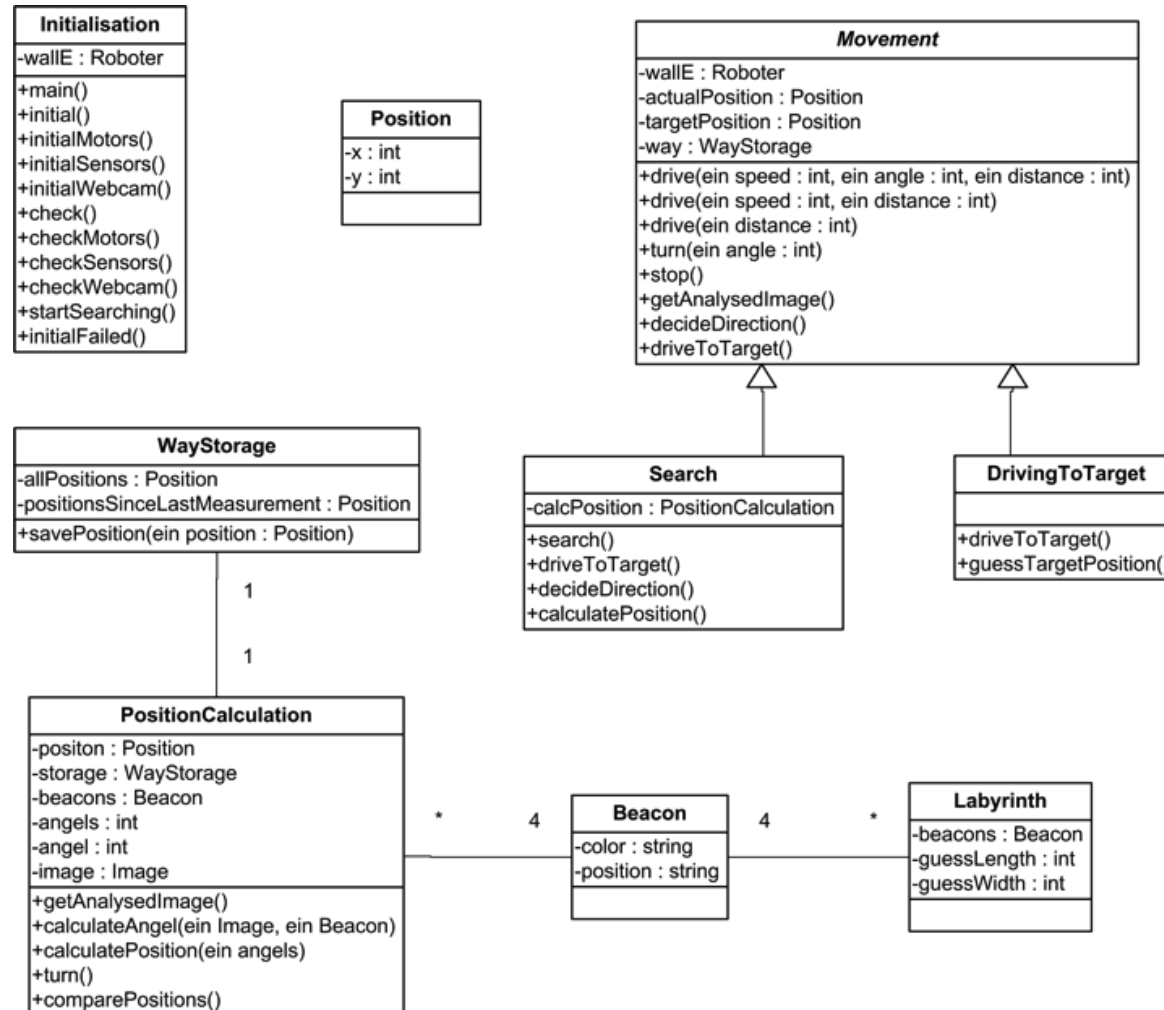 Initialisation
-wallE : Roboter
+main()
+initial()
+initialMotors()
+initialSensors()
+initialWebcam()
+check()
+checkMotors()
+checkSensors()
+checkWebcam()
+startSearching()
+initialFailed()
Position
-x : int
-y : int
Movement
-wallE : Roboter
-actualPosition : Position
-targetPosition : Position
-way : WayStorage
+drive(ein speed : int, ein angle : int, ein distance : int)
+drive(ein speed : int, ein distance : int)
+drive(ein distance : int)
+turn(ein angle : int)
+stop()
+getAnalysedImage()
+decideDirection()
+driveToTarget()
WayStorage
-allPositions : Position
-positionsSinceLastMeasurement : Position
+savePosition(ein position : Position)
Search
-calcPosition : PositionCalculation
+search()
+driveToTarget()
+decideDirection()
+calculatePosition()
DrivingToTarget
+driveToTarget()
+guessTargetPosition(
1
1
PositionCalculation
-positon : Position
-storage : WayStorage
-beacons : Beacon
-angels : int
-angel : int
-image : Image
+getAnalysedImage()
+calculateAngel(ein Image, ein Beacon)
+calculatePosition(ein angels)
+turn()
+comparePositions()
* 4
Beacon
-color : string
-position : string
4 *
Labyrinth
-beacons : Beacon
-guessLength : int
-guessWidth : int